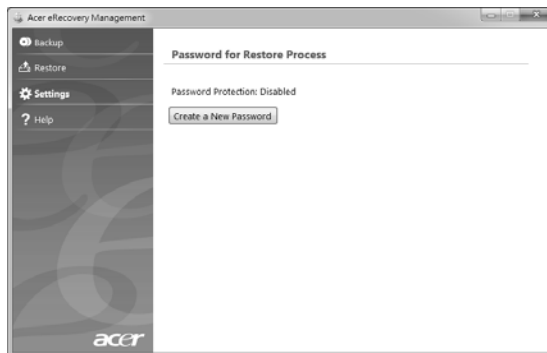 Acer eRecovery Management
Backup
Restore
Settings
Help
Password for Restore Process
Password Protection: Disabled
Create a New Password
acer